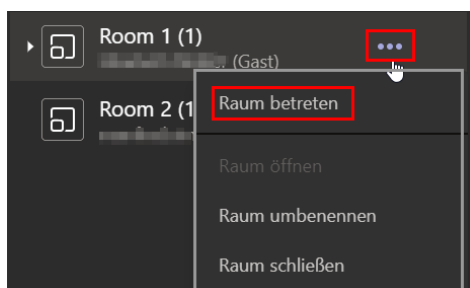 Room 1 (1)
(Gast)
Room 2 (1
Raum betreten
Raum öffnen
Raum umbenennen
Raum schließen